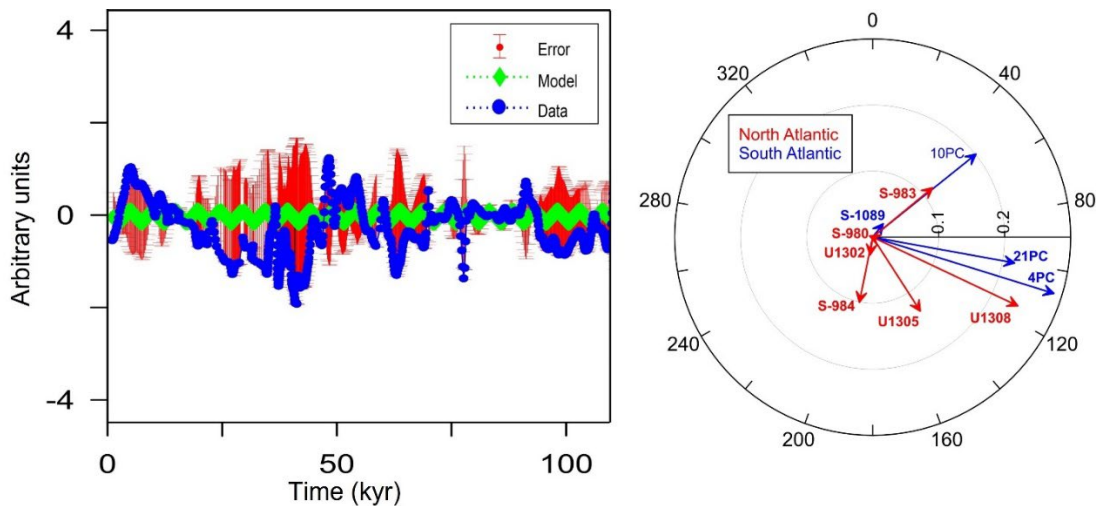 4
0
-4
Arbitrary units
0
50
100
Time (kyr)
Error
Model
Data
0
40
80
120
160
200
240
280
320
North Atlantic
South Atlantic
10PC
S-983
S-1089
S-980
U1302
S-984
U1305
U1308
21PC
4PC
0.1
0.2